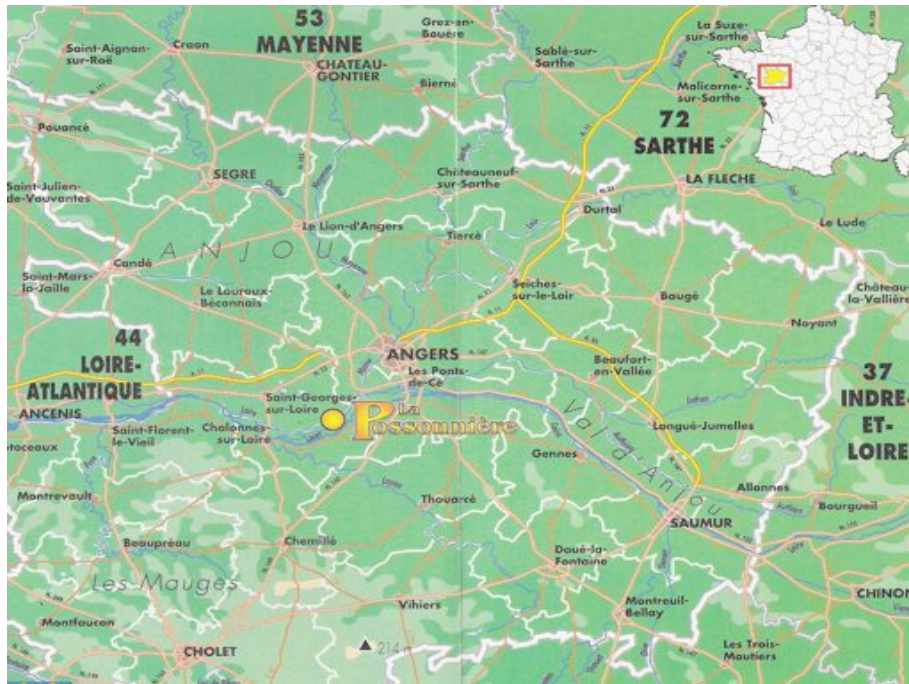 53
MAYENNE
Grez-en-
Bouère
La Suze-
sur-Sarthe
Saint-Aignan-
sur-Roë
Craon
CHATEAU-
GONTIER
Sablé-sur-
Sarthe
Bierné
Malicorne-
sur-Sarthe
72
SARTHE
Pouancé
SEGRE
Châteauneuf-
sur-Sarthe
LA FLECHE
Saint-Julien-
de-Vouvantes
Durtal
Le Lude
Le Lion-d'Angers
Tiercé
ANJOU
Candé
Saint-Mars-
la-Jaille
Le Louroux-
Béconnais
Seiches-
sur-le-Loir
Baugé
Château-
la-Vallière
Noyant
44
LOIRE-
ATLANTIQUE
ANGERS
Les Ponts-
de-Cé
Beaufort-
en-Vallée
37
INDRE-
ET-
LOIRE
ANCENIS
Saint-Georges-
sur-Loire
la
Possonnière
Saint-Florent-
le-Vieil
Chalonnes-
sur-Loire
Longué-Jumelles
Val d'Anjou
Gennes
Montrevault
Thouarcé
Allonnes
Bourgueil
SAUMUR
Beaupréau
Chemillé
Doué-la-
Fontaine
Les Mauges
CHINON
Vihiers
Montreuil-
Bellay
Montfaucon
CHOLET
214 m
Les Trois-
Moutiers